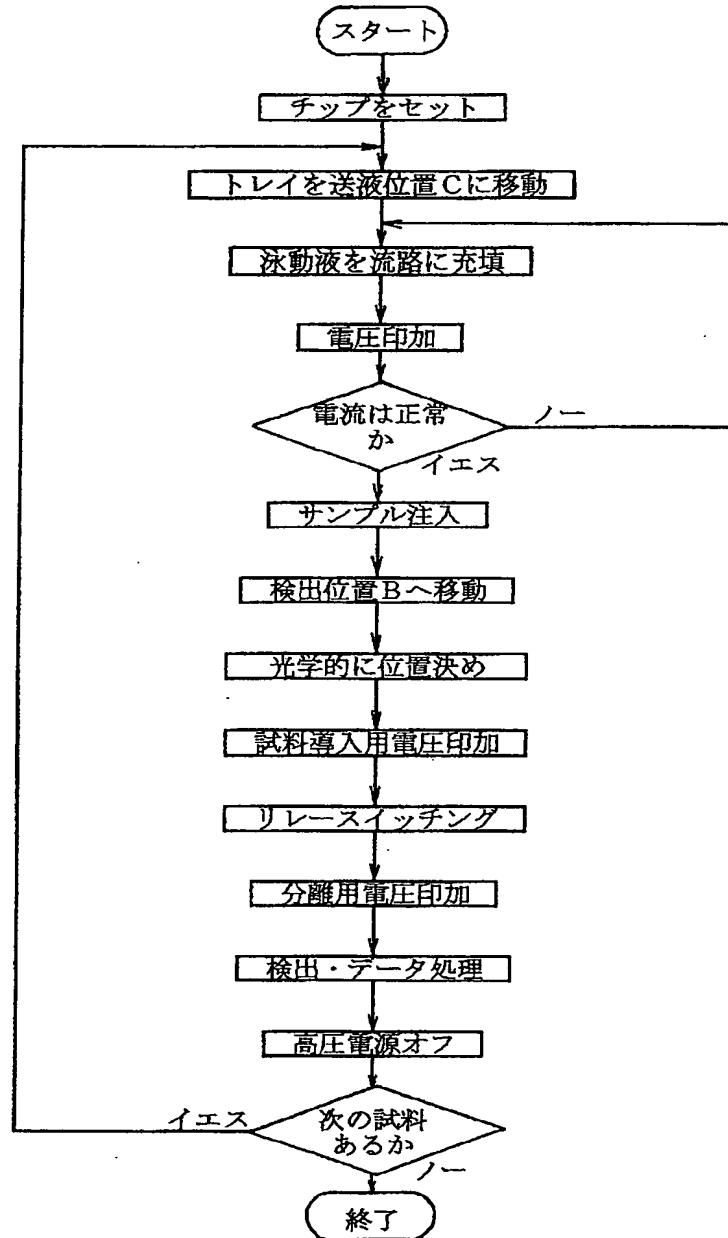 スタート
チップをセット
トレイを送液位置Cに移動
泳動液を流路に充填
電圧印加
電流は正常
か
ノー
イエス
サンプル注入
検出位置Bへ移動
光学的に位置決め
試料導入用電圧印加
リレースイッチング
分離用電圧印加
検出・データ処理
高圧電源オフ
イエス
次の試料
あるか
ノー
終了